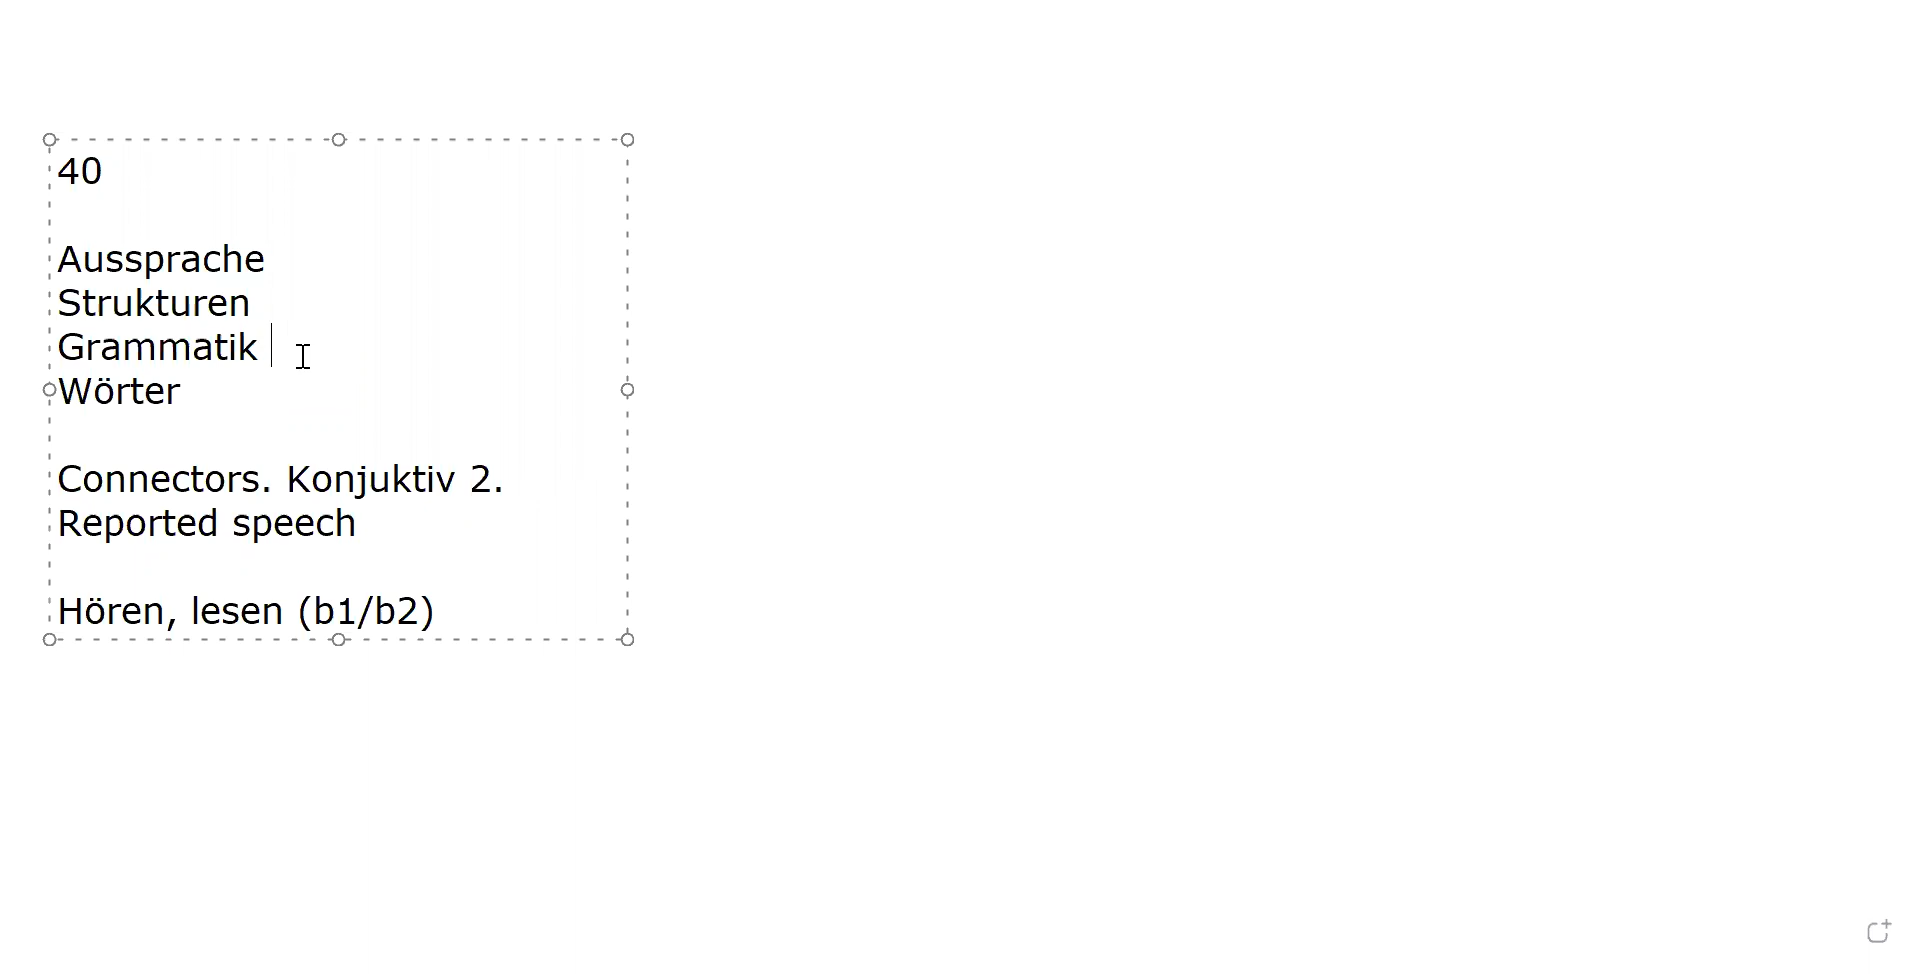 40
Aussprache
Strukturen
Grammatik
Wörter
Connectors. Konjuktiv 2.
Reported speech
Hören, lesen (b1/b2)